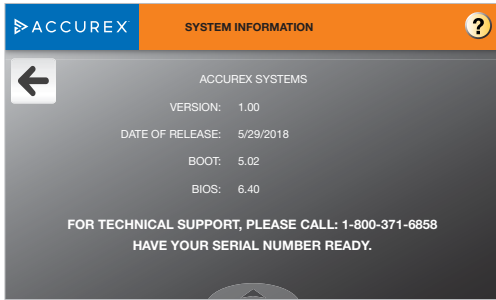 ACCUREX
SYSTEM INFORMATION
?
ACCUREX SYSTEMS
VERSION: 1.00
DATE OF RELEASE: 5/29/2018
BOOT: 5.02
BIOS: 6.40
FOR TECHNICAL SUPPORT, PLEASE CALL: 1-800-371-6858
HAVE YOUR SERIAL NUMBER READY.